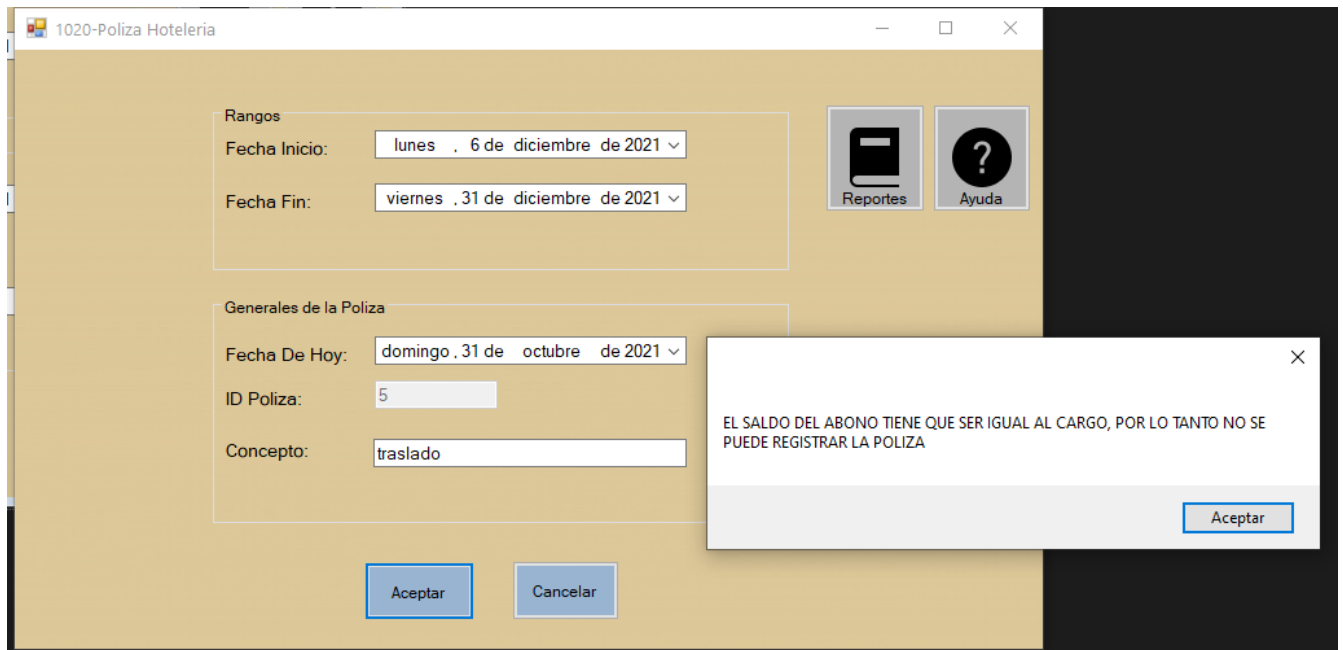 1020-Poliza Hoteleria
Rangos
Fecha Inicio:
lunes , 6 de diciembre de 2021
Fecha Fin:
viernes , 31 de diciembre de 2021
Reportes
Ayuda
Generales de la Poliza
Fecha De Hoy:
domingo , 31 de octubre de 2021
ID Poliza:
5
Concepto:
traslado
Aceptar
Cancelar
EL SALDO DEL ABONO TIENE QUE SER IGUAL AL CARGO, POR LO TANTO NO SE
PUEDE REGISTRAR LA POLIZA
Aceptar